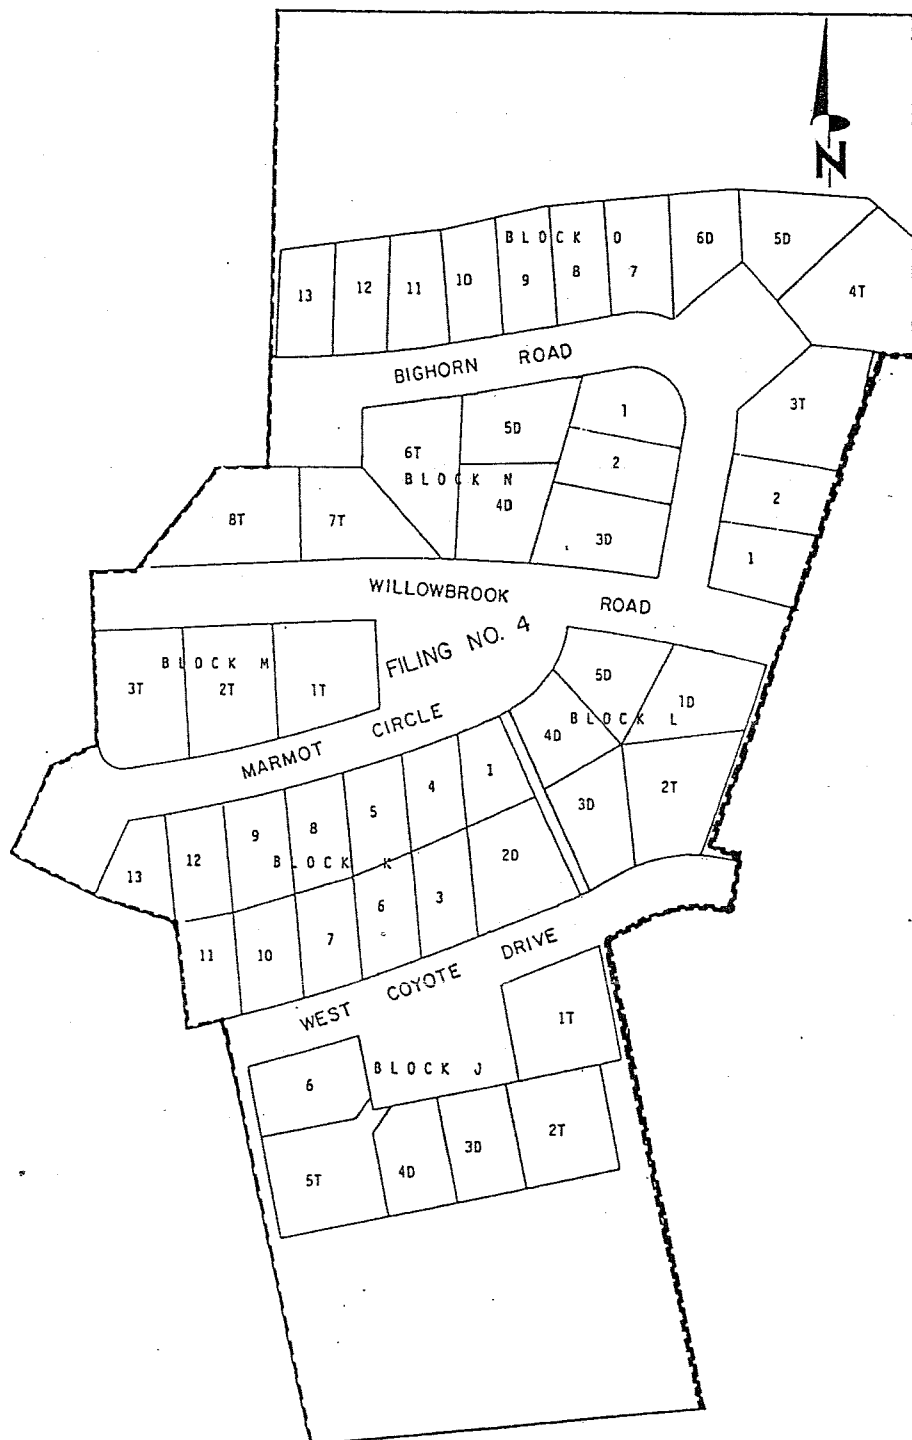 N
BLOCK O
13 12 11 10 9 8 7 6D 5D 4T
BIGHORN ROAD
3T
2
1
1
2
3D
5D
6T
BLOCK N
4D
8T 7T
WILLOWBROOK ROAD
FILING NO. 4
BLOCK M
3T 2T 1T
MARMOT CIRCLE
5D
1D
BLOCK L
4D
3D
2T
1
4
5
8
9
12
13
BLOCK K
2D
3
6
7
10
11
WEST COYOTE DRIVE
1T
BLOCK J
6
5T 4D 3D 2T